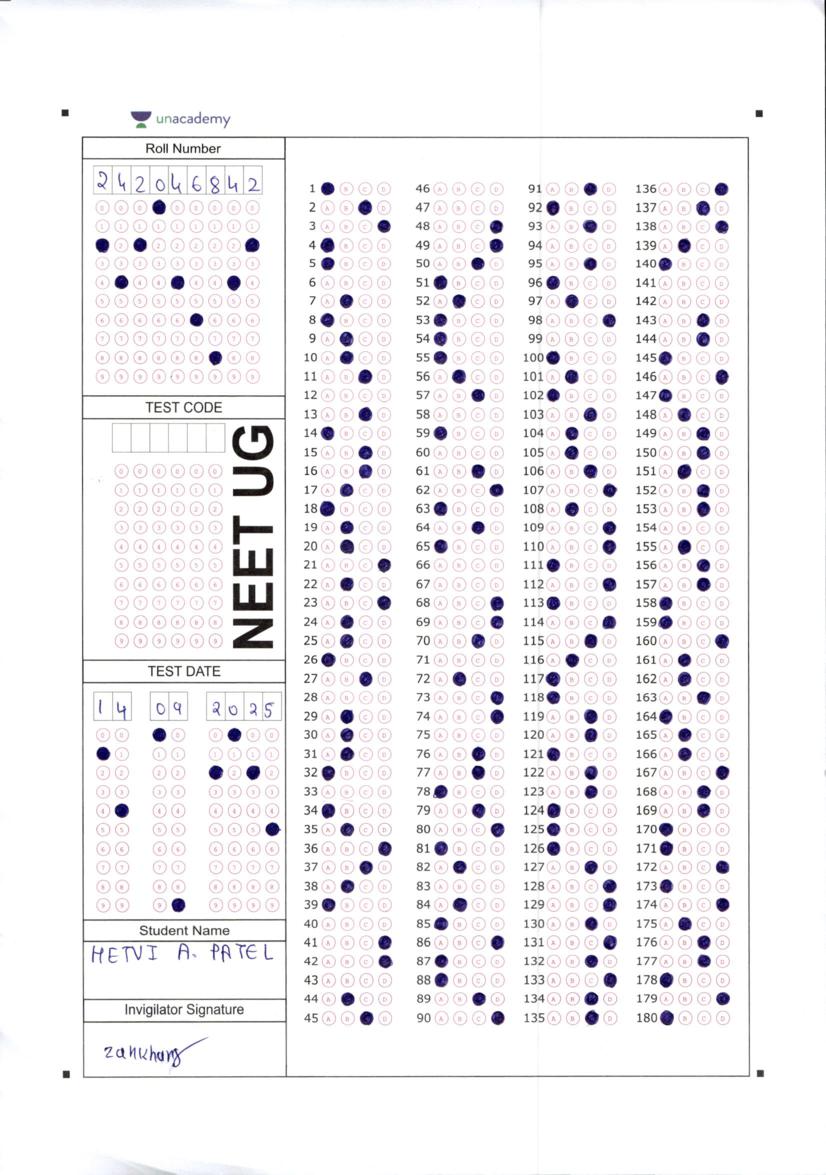 unacademy
Roll Number
2 4 2 0 4 6 8 4 2
TEST CODE
NEET UG
TEST DATE
1 4 0 9 2 0 2 5
Student Name
HETVI A. PATEL
Invigilator Signature
zankhana
1 46 91 136
2 47 92 137
3 48 93 138
4 49 94 139
5 50 95 140
6 51 96 141
7 52 97 142
8 53 98 143
9 54 99 144
10 55 100 145
11 56 101 146
12 57 102 147
13 58 103 148
14 59 104 149
15 60 105 150
16 61 106 151
17 62 107 152
18 63 108 153
19 64 109 154
20 65 110 155
21 66 111 156
22 67 112 157
23 68 113 158
24 69 114 159
25 70 115 160
26 71 116 161
27 72 117 162
28 73 118 163
29 74 119 164
30 75 120 165
31 76 121 166
32 77 122 167
33 78 123 168
34 79 124 169
35 80 125 170
36 81 126 171
37 82 127 172
38 83 128 173
39 84 129 174
40 85 130 175
41 86 131 176
42 87 132 177
43 88 133 178
44 89 134 179
45 90 135 180